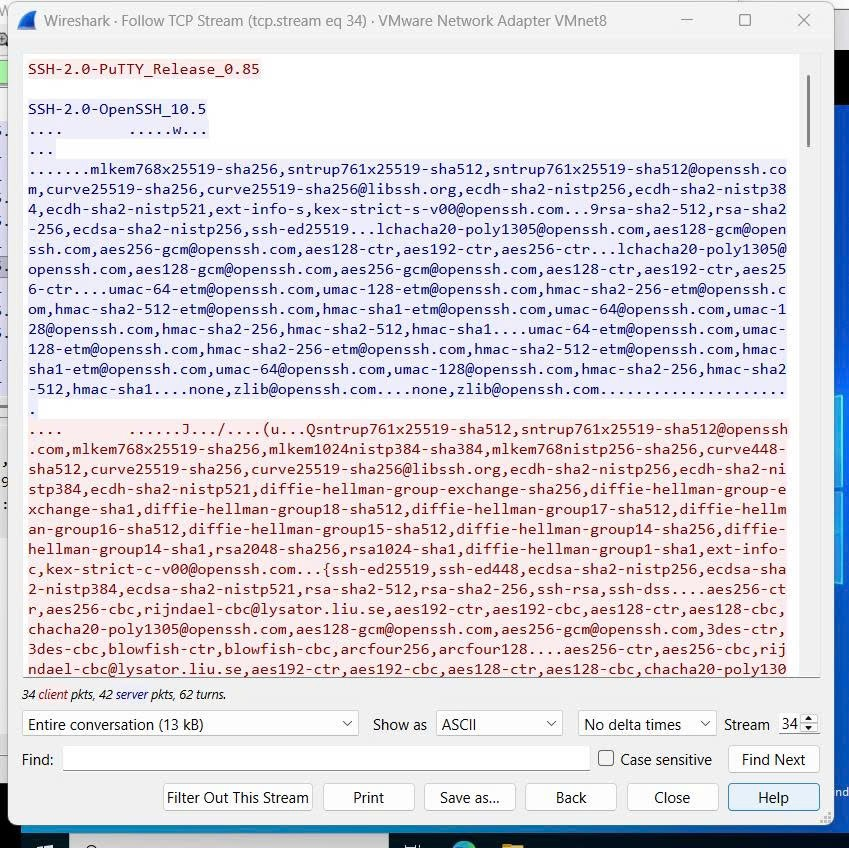 Wireshark · Follow TCP Stream (tcp.stream eq 34) · VMware Network Adapter VMnet8
SSH-2.0-PuTTY_Release_0.85
SSH-2.0-OpenSSH_10.5
....        .....w...
...
.......mlkem768x25519-sha256,sntrup761x25519-sha512,sntrup761x25519-sha512@openssh.co
m,curve25519-sha256,curve25519-sha256@libssh.org,ecdh-sha2-nistp256,ecdh-sha2-nistp38
4,ecdh-sha2-nistp521,ext-info-s,kex-strict-s-v00@openssh.com...9rsa-sha2-512,rsa-sha2
-256,ecdsa-sha2-nistp256,ssh-ed25519...lchacha20-poly1305@openssh.com,aes128-gcm@open
ssh.com,aes256-gcm@openssh.com,aes128-ctr,aes192-ctr,aes256-ctr...lchacha20-poly1305@
openssh.com,aes128-gcm@openssh.com,aes256-gcm@openssh.com,aes128-ctr,aes192-ctr,aes25
6-ctr....umac-64-etm@openssh.com,umac-128-etm@openssh.com,hmac-sha2-256-etm@openssh.c
om,hmac-sha2-512-etm@openssh.com,hmac-sha1-etm@openssh.com,umac-64@openssh.com,umac-1
28@openssh.com,hmac-sha2-256,hmac-sha2-512,hmac-sha1....umac-64-etm@openssh.com,umac-
128-etm@openssh.com,hmac-sha2-256-etm@openssh.com,hmac-sha2-512-etm@openssh.com,hmac-
sha1-etm@openssh.com,umac-64@openssh.com,umac-128@openssh.com,hmac-sha2-256,hmac-sha2
-512,hmac-sha1....none,zlib@openssh.com....none,zlib@openssh.com.....................
.
....        ......J.../....(u...Qsntrup761x25519-sha512,sntrup761x25519-sha512@openssh
.com,mlkem768x25519-sha256,mlkem1024nistp384-sha384,mlkem768nistp256-sha256,curve448-
sha512,curve25519-sha256,curve25519-sha256@libssh.org,ecdh-sha2-nistp256,ecdh-sha2-ni
stp384,ecdh-sha2-nistp521,diffie-hellman-group-exchange-sha256,diffie-hellman-group-e
xchange-sha1,diffie-hellman-group18-sha512,diffie-hellman-group17-sha512,diffie-hellm
an-group16-sha512,diffie-hellman-group15-sha512,diffie-hellman-group14-sha256,diffie-
hellman-group14-sha1,rsa2048-sha256,rsa1024-sha1,diffie-hellman-group1-sha1,ext-info-
c,kex-strict-c-v00@openssh.com...{ssh-ed25519,ssh-ed448,ecdsa-sha2-nistp256,ecdsa-sha
2-nistp384,ecdsa-sha2-nistp521,rsa-sha2-512,rsa-sha2-256,ssh-rsa,ssh-dss....aes256-ct
r,aes256-cbc,rijndael-cbc@lysator.liu.se,aes192-ctr,aes192-cbc,aes128-ctr,aes128-cbc,
chacha20-poly1305@openssh.com,aes128-gcm@openssh.com,aes256-gcm@openssh.com,3des-ctr,
3des-cbc,blowfish-ctr,blowfish-cbc,arcfour256,arcfour128....aes256-ctr,aes256-cbc,rij
ndael-cbc@lysator.liu.se,aes192-ctr,aes192-cbc,aes128-ctr,aes128-cbc,chacha20-poly130
34 client pkts, 42 server pkts, 62 turns.
Entire conversation (13 kB) Show as ASCII No delta times Stream 34
Find: Case sensitive Find Next
Filter Out This Stream Print Save as... Back Close Help